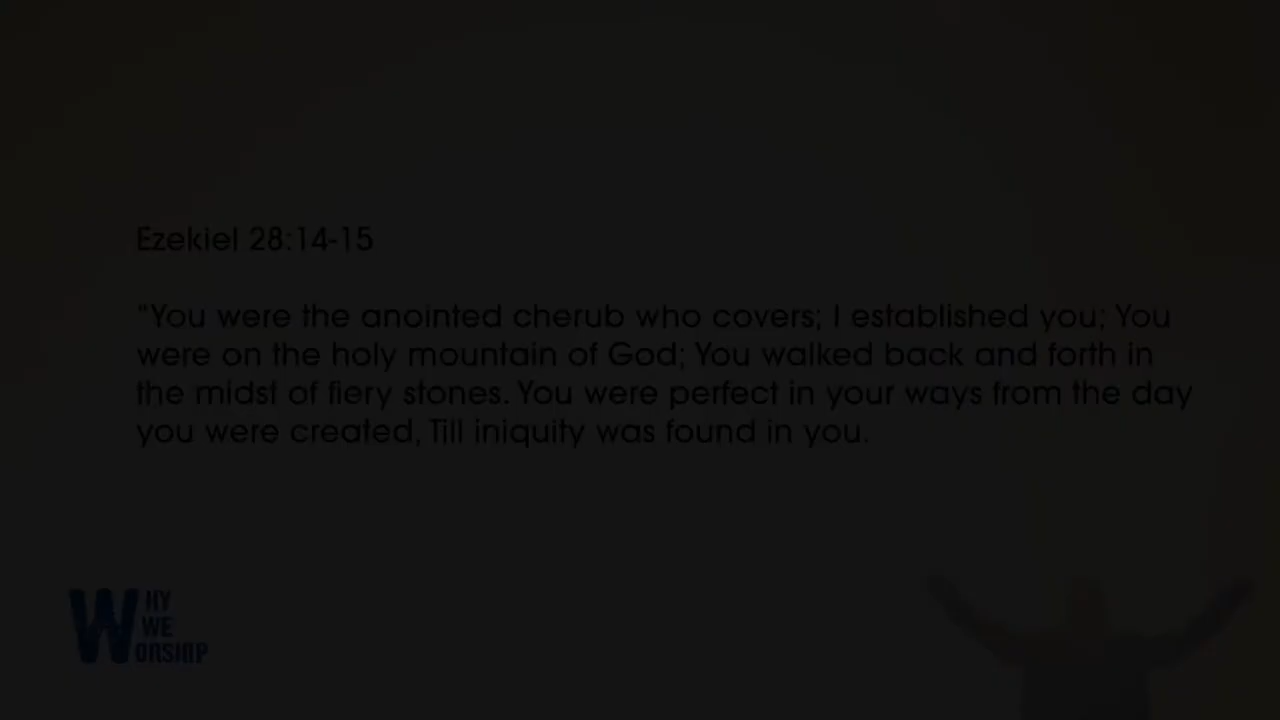 Ezekiel 28:14-15
“You were the anointed cherub who covers; I established you; You
were on the holy mountain of God; You walked back and forth in
the midst of fiery stones. You were perfect in your ways from the day
you were created, Till iniquity was found in you.
WHY
WE
WORSHIP